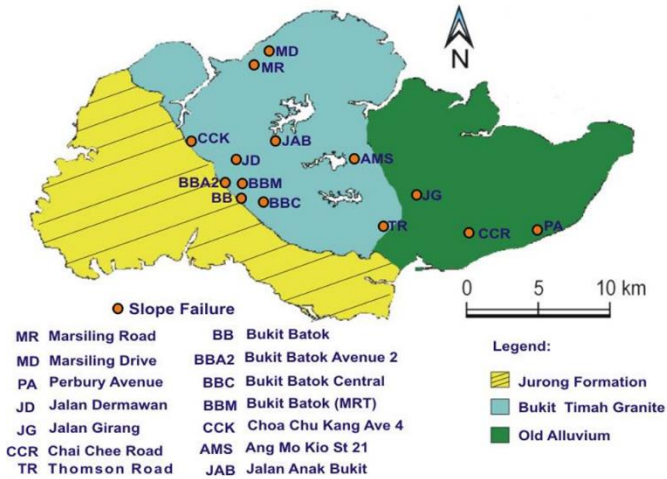 MD
MR
N
CCK
JAB
JD
AMS
BBA2
BBM
JG
BB
BBC
TR
CCR
PA
0 5 10 km
Slope Failure
MR Marsiling Road
MD Marsiling Drive
PA Perbury Avenue
JD Jalan Dermawan
JG Jalan Girang
CCR Chai Chee Road
TR Thomson Road
BB Bukit Batok
BBA2 Bukit Batok Avenue 2
BBC Bukit Batok Central
BBM Bukit Batok (MRT)
CCK Choa Chu Kang Ave 4
AMS Ang Mo Kio St 21
JAB Jalan Anak Bukit
Legend:
Jurong Formation
Bukit Timah Granite
Old Alluvium